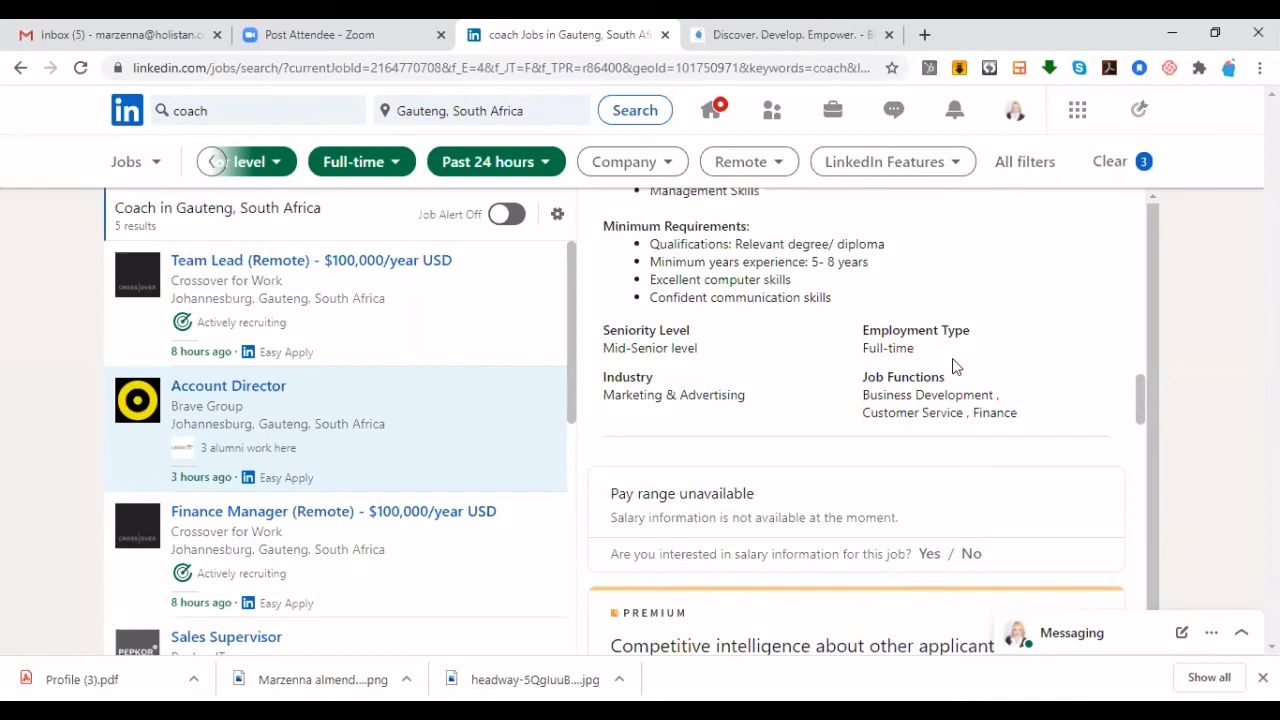 Inbox (5) - marzenna@holistan.c
Post Attendee - Zoom
coach Jobs in Gauteng, South Af
Discover. Develop. Empower. - B
linkedin.com/jobs/search/?currentJobId=2164770708&f_E=4&f_JT=F&f_TPR=r86400&geoId=101750971&keywords=coach&l...
in
coach
Gauteng, South Africa
Search
Jobs
or level
Full-time
Past 24 hours
Company
Remote
LinkedIn Features
All filters
Clear 3
Coach in Gauteng, South Africa
5 results
Job Alert Off
Team Lead (Remote) - $100,000/year USD
Crossover for Work
Johannesburg, Gauteng, South Africa
Actively recruiting
8 hours ago · in Easy Apply
Account Director
Brave Group
Johannesburg, Gauteng, South Africa
3 alumni work here
3 hours ago · in Easy Apply
Finance Manager (Remote) - $100,000/year USD
Crossover for Work
Johannesburg, Gauteng, South Africa
Actively recruiting
8 hours ago · in Easy Apply
Sales Supervisor
PEPKOR
Management Skills
Minimum Requirements:
Qualifications: Relevant degree/ diploma
Minimum years experience: 5- 8 years
Excellent computer skills
Confident communication skills
Seniority Level
Mid-Senior level
Employment Type
Full-time
Industry
Marketing & Advertising
Job Functions
Business Development ,
Customer Service , Finance
Pay range unavailable
Salary information is not available at the moment.
Are you interested in salary information for this job? Yes / No
PREMIUM
Competitive intelligence about other applicant
Messaging
Profile (3).pdf
Marzenna almend....png
headway-5QgIuuB....jpg
Show all